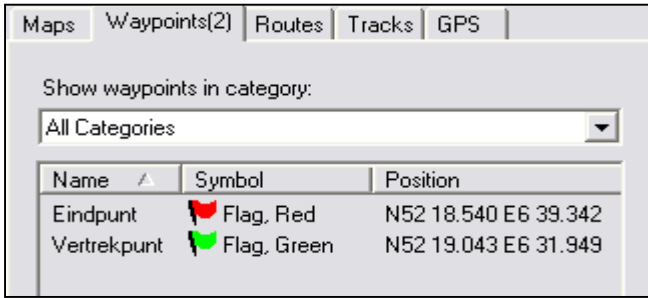 Maps Waypoints(2) Routes Tracks GPS
Show waypoints in category:
All Categories
Name Symbol Position
Eindpunt Flag, Red N52 18.540 E6 39.342
Vertrekpunt Flag, Green N52 19.043 E6 31.949